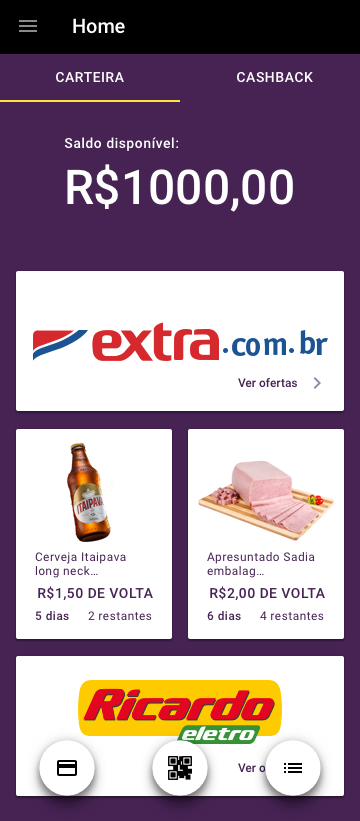 Home
CARTEIRA
CASHBACK
Saldo disponível:
R$1000,00
extra.com.br
Ver ofertas
ITAIPAVA
Cerveja Itaipava
long neck…
R$1,50 DE VOLTA
5 dias 2 restantes
Apresuntado Sadia
embalag…
R$2,00 DE VOLTA
6 dias 4 restantes
Ricardo
eletro
Ver o